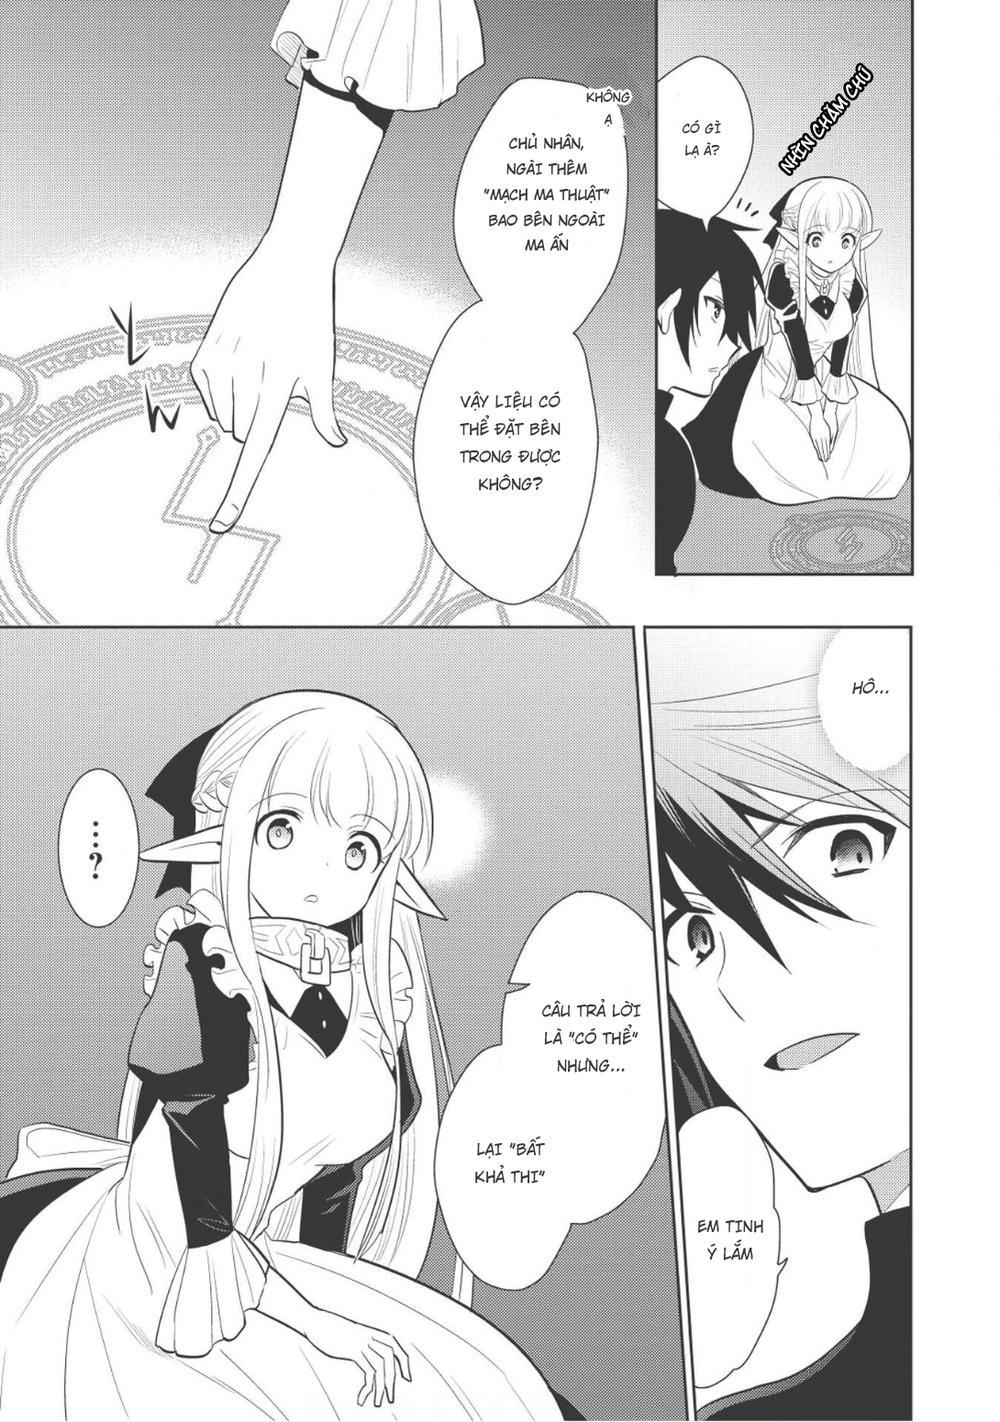 NHÌN CHĂM CHÚ
CÓ GÌ
LẠ À?
KHÔNG
Ạ
CHỦ NHÂN,
NGÀI THÊM
"MẠCH MA THUẬT"
BAO BÊN NGOÀI
MA ẤN
VẬY LIỆU CÓ
THỂ ĐẶT BÊN
TRONG ĐƯỢC
KHÔNG?
HÔ...
EM TINH
Ý LẮM
CÂU TRẢ LỜI
LÀ "CÓ THỂ"
NHƯNG...
LẠI "BẤT
KHẢ THI"
...?